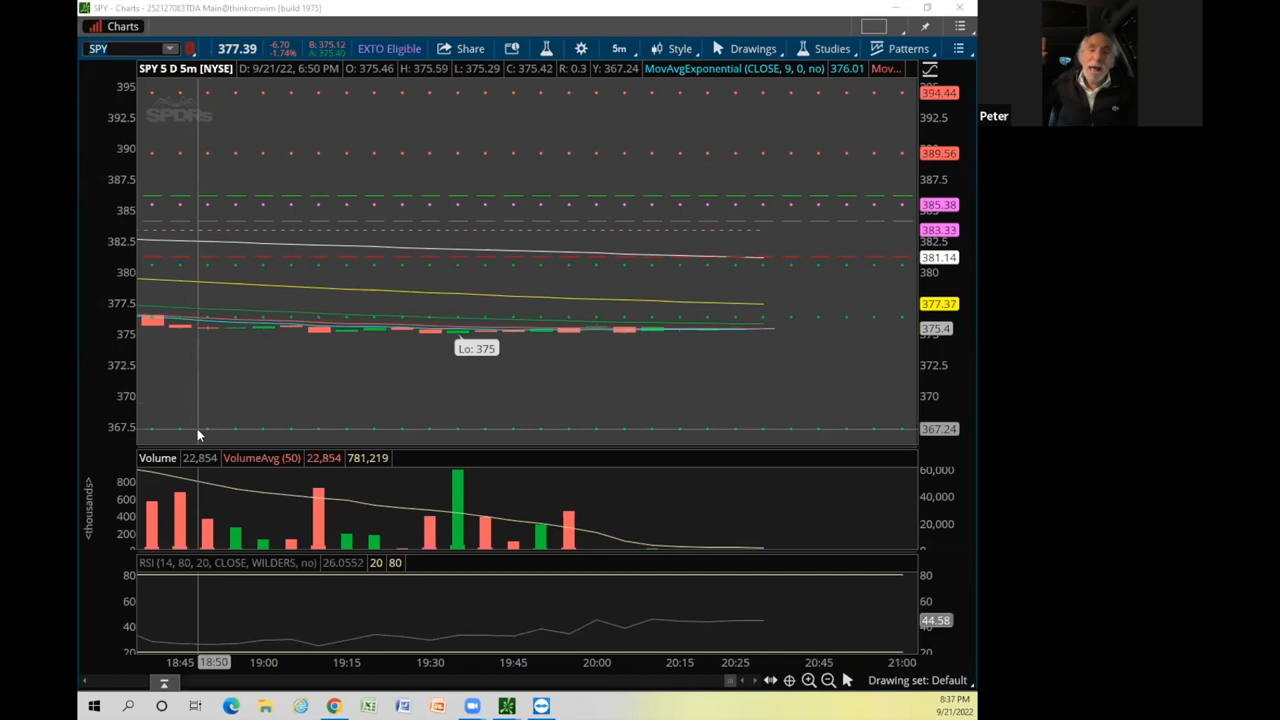 SPY - Charts - 252127083TDA Main@thinkorswim [build 1975]
Charts
SPY 377.39 -6.70 -1.74% B: 375.12 A: 375.40 EXTO Eligible Share 5m Style Drawings Studies Patterns
SPY 5 D 5m [NYSE] D: 9/21/22, 6:50 PM O: 375.46 H: 375.59 L: 375.29 C: 375.42 R: 0.3 Y: 367.24 MovAvgExponential (CLOSE, 9, 0, no) 376.01 Mov...
SPDRs
Peter
395 394.44
392.5 392.5
390 389.56
387.5 387.5
385 385.38
383.33
382.5 382.5
381.14
380 380
377.5 377.37
375 375.4
Lo: 375
372.5 372.5
370 370
367.5 367.24
Volume 22,854 VolumeAvg (50) 22,854 781,219
<thousands>
800 60,000
600 40,000
400
200 20,000
0
RSI (14, 80, 20, CLOSE, WILDERS, no) 26.0552 20 80
80 80
60 60
40 44.58
20 20
18:45 18:50 19:00 19:15 19:30 19:45 20:00 20:15 20:25 20:45 21:00
Drawing set: Default
8:37 PM
9/21/2022